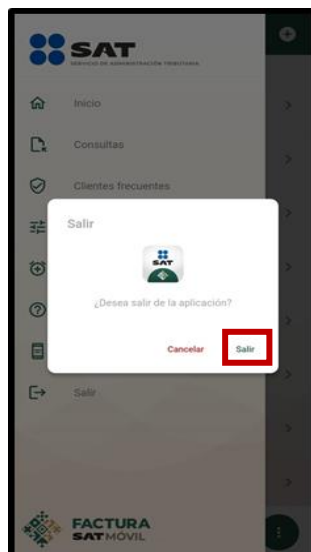 SAT
SERVICIO DE ADMINISTRACIÓN TRIBUTARIA
Inicio
Consultas
Clientes frecuentes
Salir
SAT
¿Desea salir de la aplicación?
Cancelar
Salir
Salir
FACTURA
SAT MÓVIL